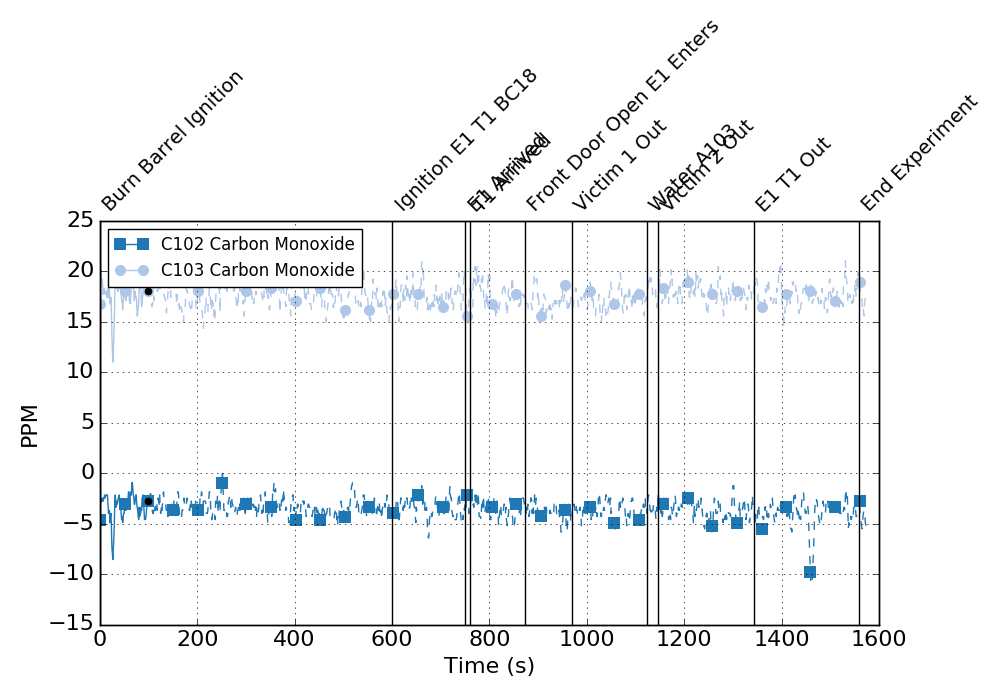 Burn Barrel Ignition
Ignition E1 T1 BC18
E1 Arrived
T1 Arrived
Front Door Open E1 Enters
Victim 1 Out
Water A103
Victim 2 Out
E1 T1 Out
End Experiment
C102 Carbon Monoxide
C103 Carbon Monoxide
25
20
15
10
5
0
−5
−10
−15
PPM
0 200 400 600 800 1000 1200 1400 1600
Time (s)